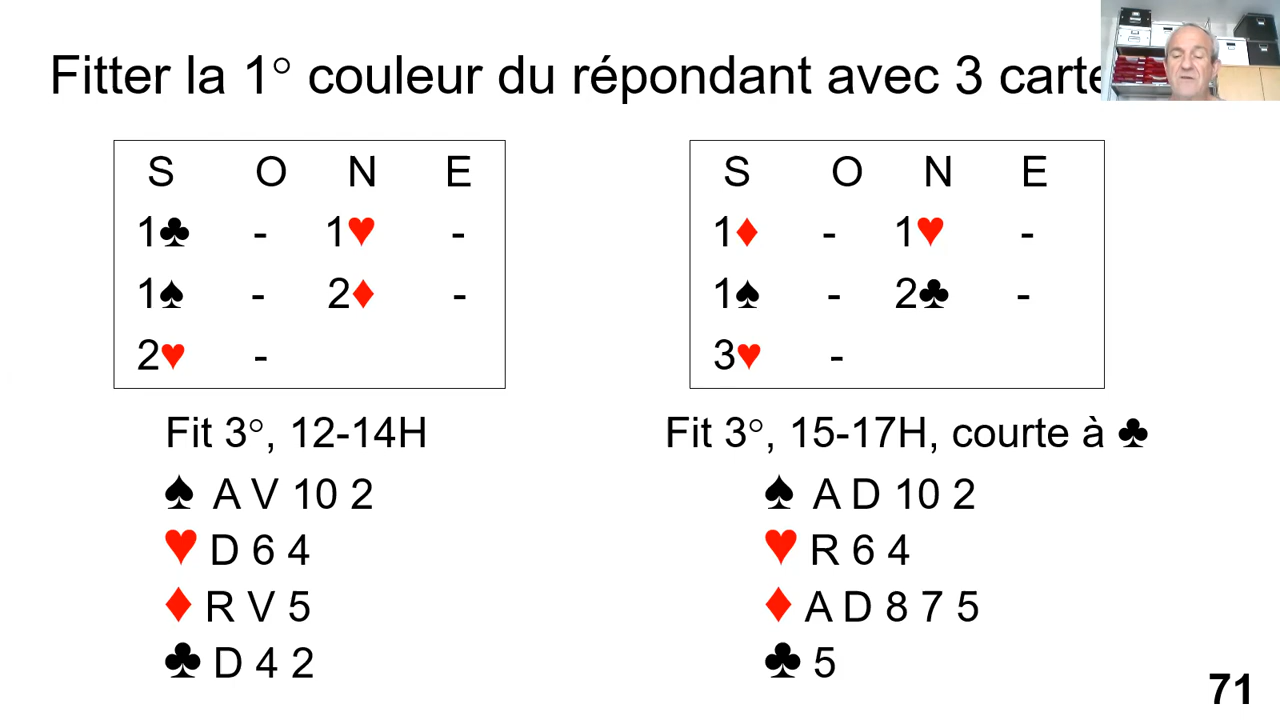 Fitter la 1° couleur du répondant avec 3 carte
S O N E
1♣ - 1♥ -
1♠ - 2♦ -
2♥ -
Fit 3°, 12-14H
♠ A V 10 2
♥ D 6 4
♦ R V 5
♣ D 4 2
S O N E
1♦ - 1♥ -
1♠ - 2♣ -
3♥ -
Fit 3°, 15-17H, courte à ♣
♠ A D 10 2
♥ R 6 4
♦ A D 8 7 5
♣ 5
71